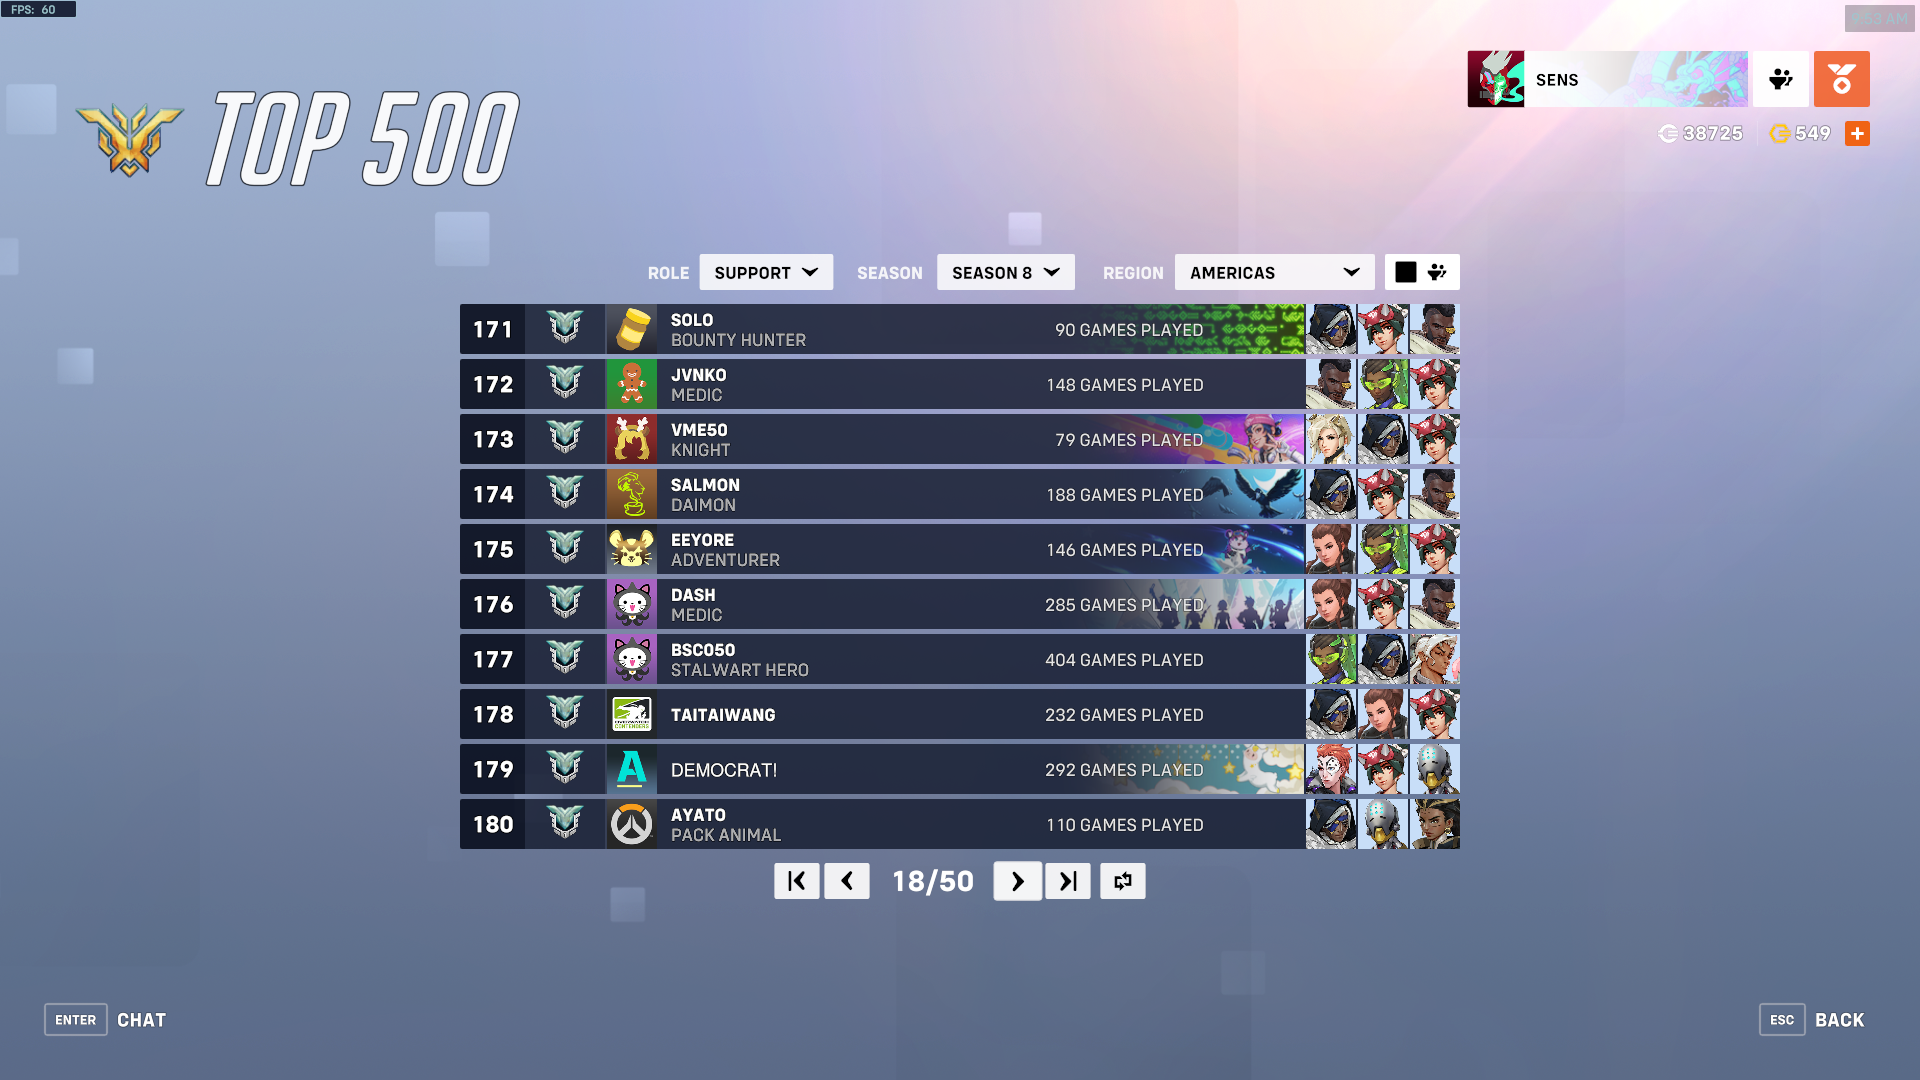 FPS: 60
53 AM
TOP 500
SENS
38725
549
ROLE SUPPORT SEASON SEASON 8 REGION AMERICAS
171 SOLO 90 GAMES PLAYED
BOUNTY HUNTER
172 JVNKO 148 GAMES PLAYED
MEDIC
173 VME50 79 GAMES PLAYED
KNIGHT
174 SALMON 188 GAMES PLAYED
DAIMON
175 EEYORE 146 GAMES PLAYED
ADVENTURER
176 DASH 285 GAMES PLAYED
MEDIC
177 BSC050 404 GAMES PLAYED
STALWART HERO
178 TAITAIWANG 232 GAMES PLAYED
179 DEMOCRAT! 292 GAMES PLAYED
180 AYATO 110 GAMES PLAYED
PACK ANIMAL
18/50
ENTER CHAT
ESC BACK